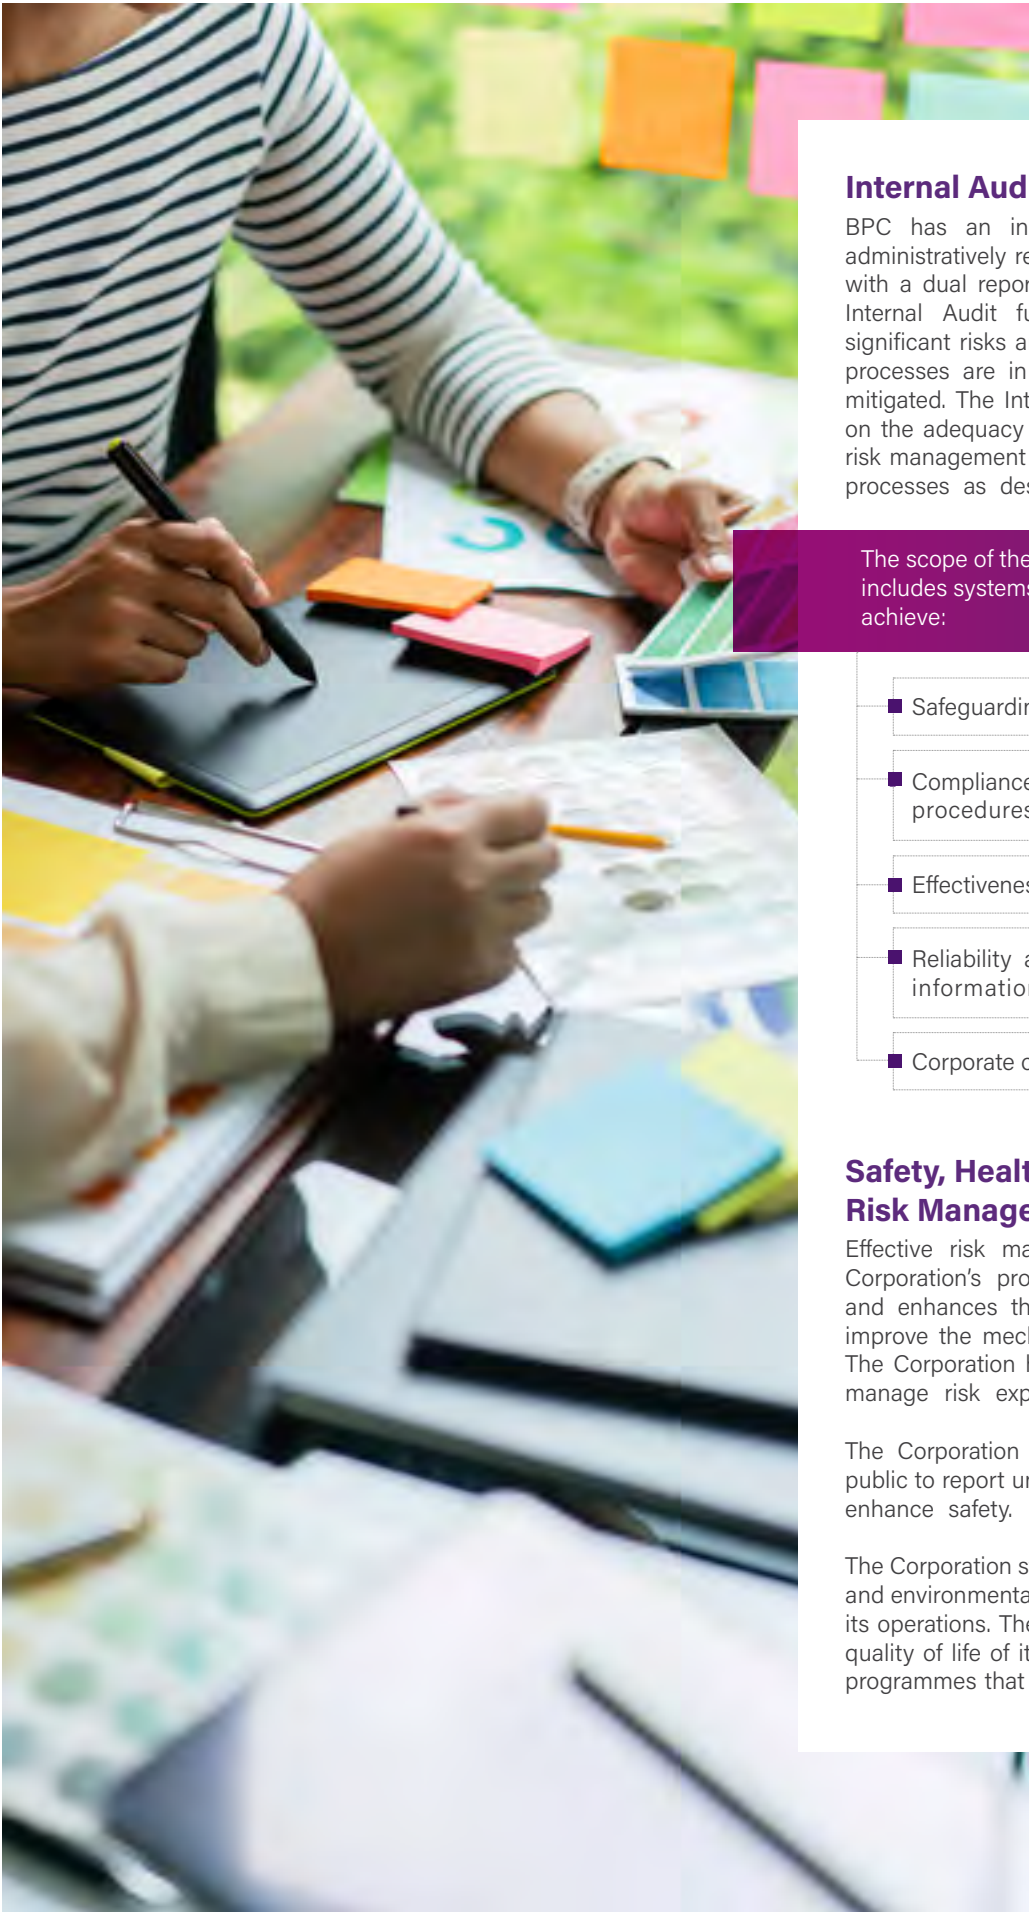 Internal Aud
BPC has an in
administratively re
with a dual repor
Internal Audit fu
significant risks a
processes are in
mitigated. The Int
on the adequacy
risk management
processes as des
The scope of the
includes systems
achieve:
Safeguardin
Compliance
procedures
Effectivenes
Reliability a
information
Corporate o
Safety, Healt
Risk Manage
Effective risk ma
Corporation's pro
and enhances th
improve the mech
The Corporation h
manage risk exp
The Corporation
public to report un
enhance safety.
The Corporation s
and environmenta
its operations. The
quality of life of it
programmes that